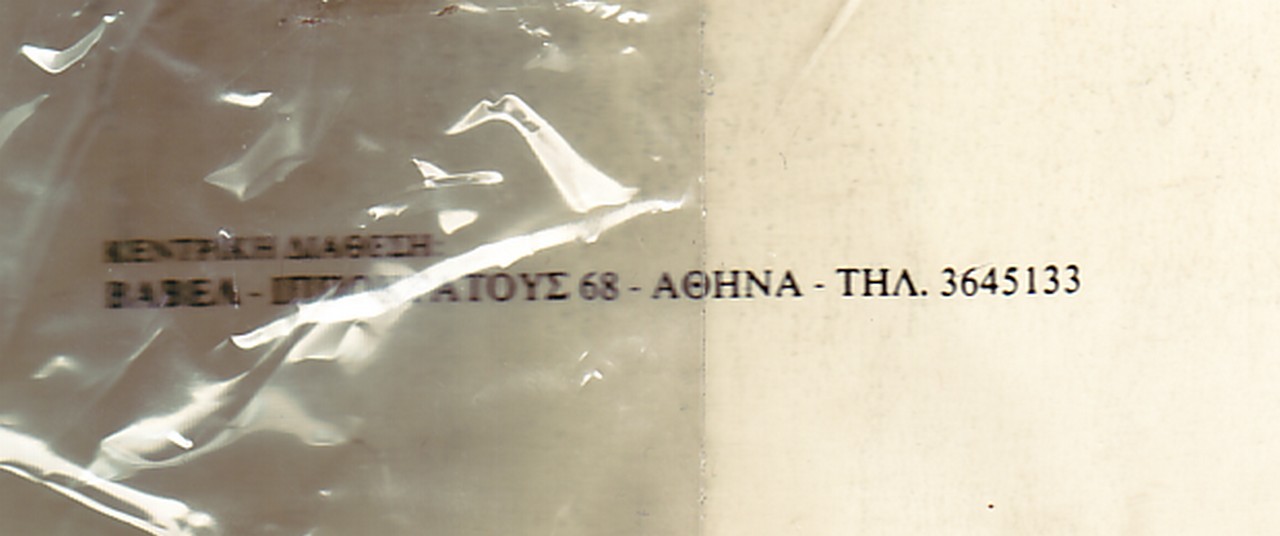 ΚΕΝΤΡΙΚΗ ΔΙΑΘΕΣΗ:
ΒΑΒΕΛ - 68 - ΑΘΗΝΑ - ΤΗΛ. 3645133